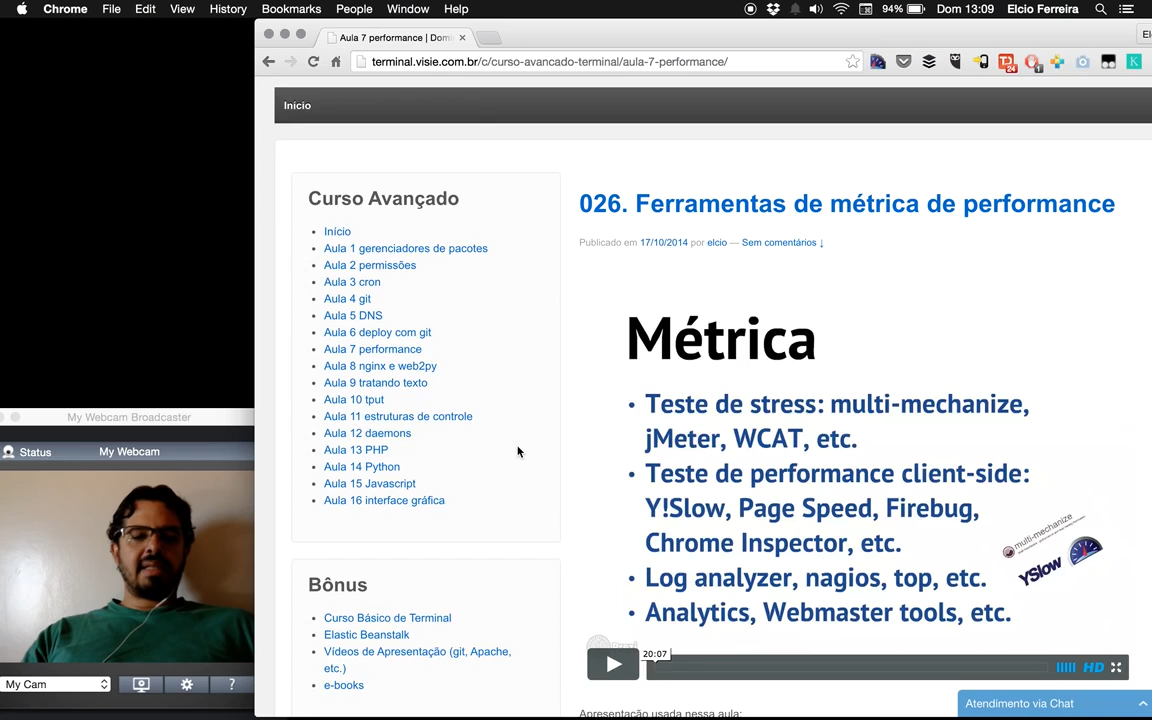 Chrome File Edit View History Bookmarks People Window Help 94% Dom 13:09 Elcio Ferreira
Aula 7 performance | Domi
El
terminal.visie.com.br/c/curso-avancado-terminal/aula-7-performance/
24
1
K
Início
Curso Avançado
Início
Aula 1 gerenciadores de pacotes
Aula 2 permissões
Aula 3 cron
Aula 4 git
Aula 5 DNS
Aula 6 deploy com git
Aula 7 performance
Aula 8 nginx e web2py
Aula 9 tratando texto
Aula 10 tput
Aula 11 estruturas de controle
Aula 12 daemons
Aula 13 PHP
Aula 14 Python
Aula 15 Javascript
Aula 16 interface gráfica
Bônus
Curso Básico de Terminal
Elastic Beanstalk
Vídeos de Apresentação (git, Apache,
etc.)
e-books
026. Ferramentas de métrica de performance
Publicado em 17/10/2014 por elcio — Sem comentários ↓
Métrica
• Teste de stress: multi-mechanize,
jMeter, WCAT, etc.
• Teste de performance client-side:
Y!Slow, Page Speed, Firebug,
Chrome Inspector, etc.
• Log analyzer, nagios, top, etc.
• Analytics, Webmaster tools, etc.
multi-mechanize
YSlow
20:07
HD
Apresentação usada nessa aula:
Atendimento via Chat
My Webcam Broadcaster
Status My Webcam
My Cam
?